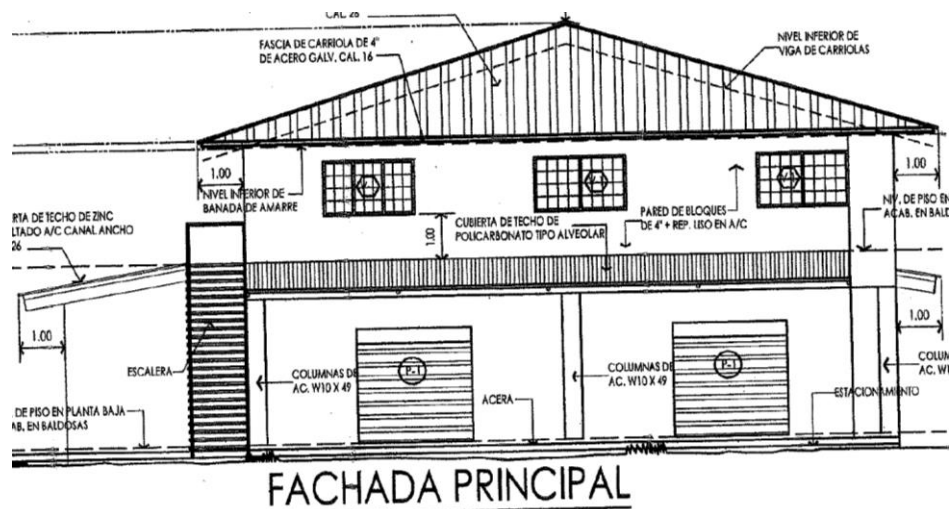 CAL. 26
FASCIA DE CARRIOLA DE 4"
DE ACERO GALV. CAL. 16
NIVEL INFERIOR DE
VIGA DE CARRIOLAS
1.00
NIVEL INFERIOR DE
BANADA DE AMARRE
1.00
CUBIERTA DE TECHO DE
POLICARBONATO TIPO ALVEOLAR
PARED DE BLOQUES
DE 4" + REP. LISO EN A/C
1.00
NIV. DE PISO EN
ACAB. EN BALD
RTA DE TECHO DE ZINC
LTADO A/C CANAL ANCHO
26
1.00
ESCALERA
COLUMNAS DE
AC. W10 X 49
P-1
COLUMNAS DE
AC. W10 X 49
P-1
1.00
COLUM
AC. W1
. DE PISO EN PLANTA BAJA
AB. EN BALDOSAS
ACERA
ESTACIONAMIENTO
FACHADA PRINCIPAL